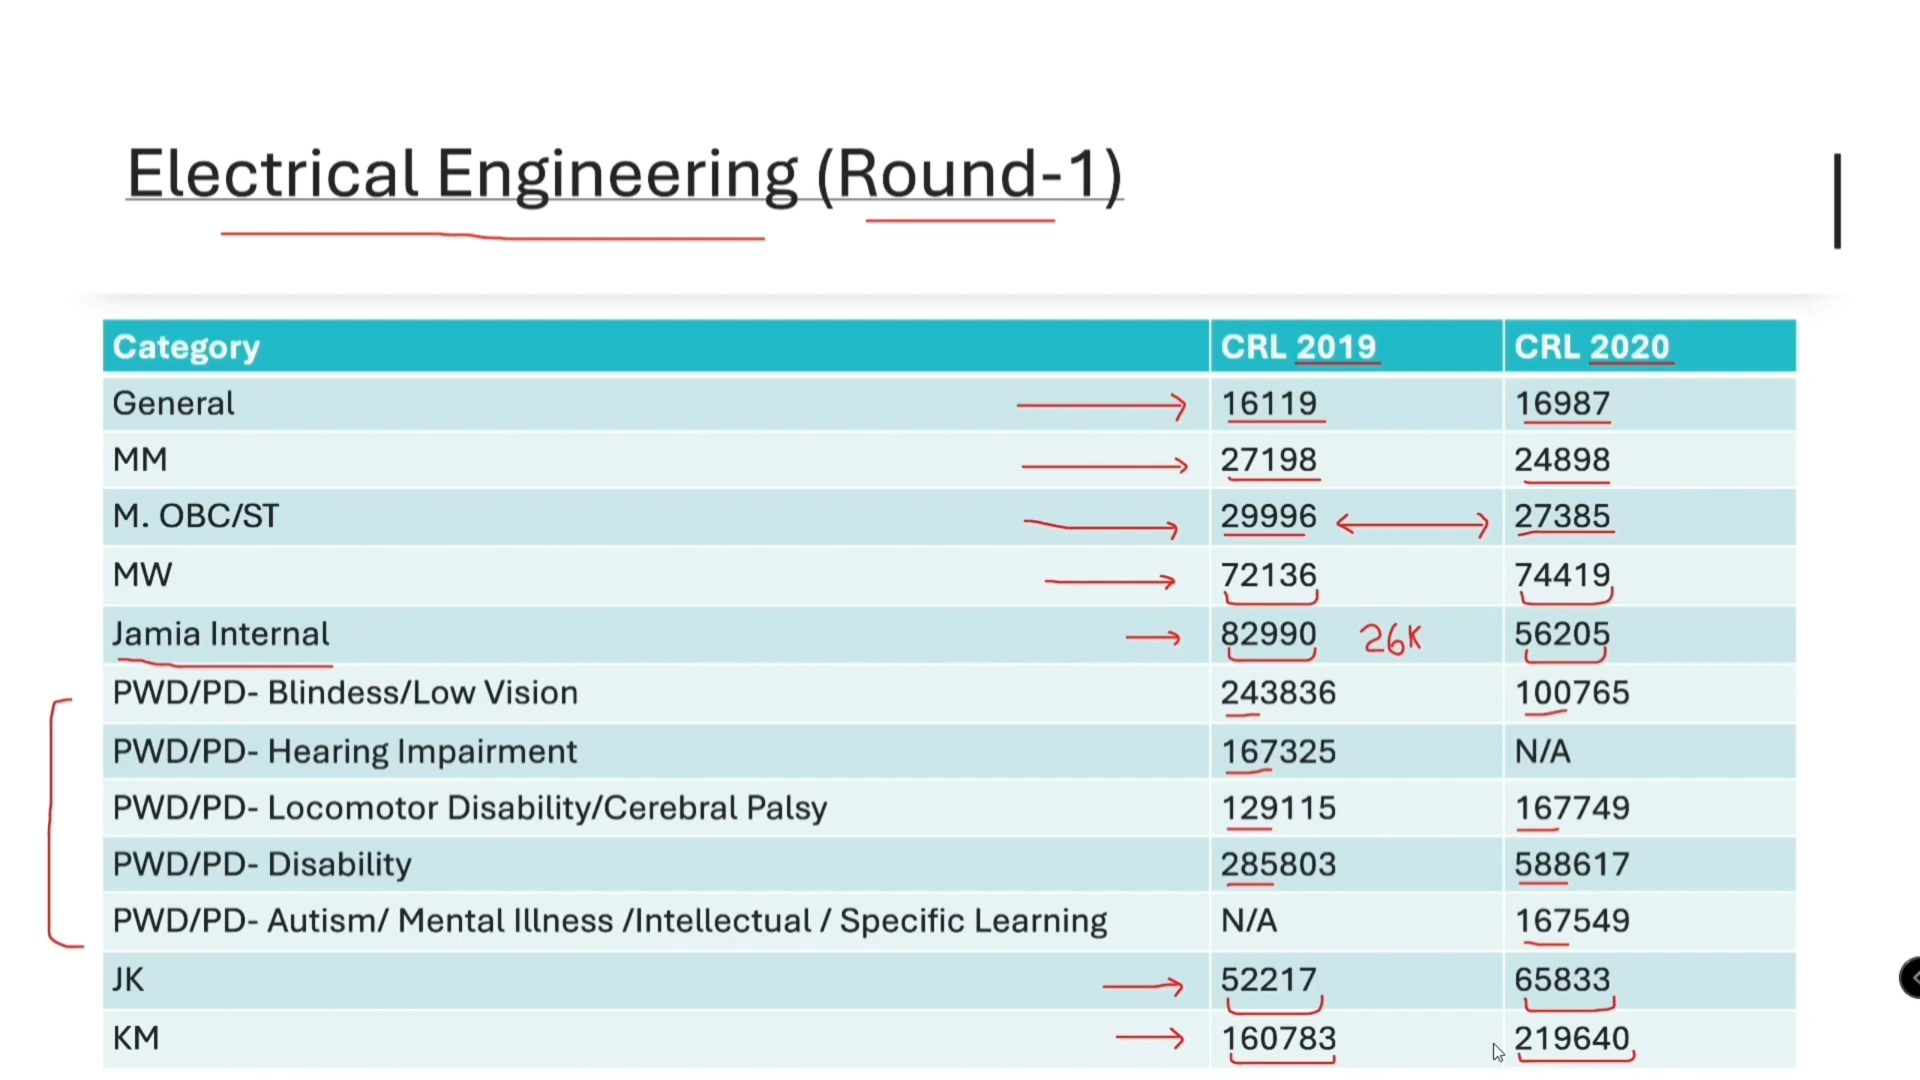 Electrical Engineering (Round-1)
Category CRL 2019 CRL 2020
General 16119 16987
MM 27198 24898
M. OBC/ST 29996 27385
MW 72136 74419
Jamia Internal 82990 26K 56205
PWD/PD- Blindess/Low Vision 243836 100765
PWD/PD- Hearing Impairment 167325 N/A
PWD/PD- Locomotor Disability/Cerebral Palsy 129115 167749
PWD/PD- Disability 285803 588617
PWD/PD- Autism/ Mental Illness /Intellectual / Specific Learning N/A 167549
JK 52217 65833
KM 160783 219640